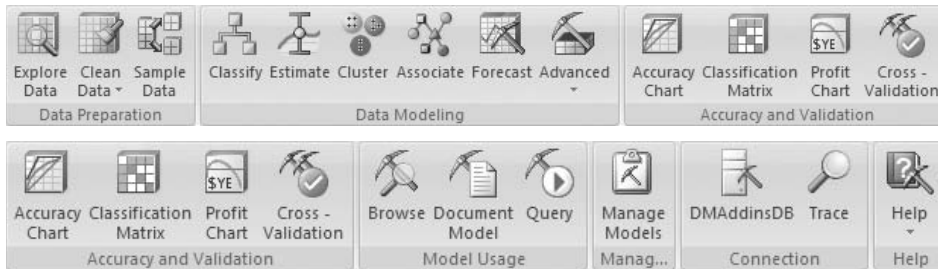 Explore Data Clean Data Sample Data
Data Preparation
Classify Estimate Cluster Associate Forecast Advanced
Data Modeling
$YE
Accuracy Chart Classification Matrix Profit Chart Cross - Validation
Accuracy and Validation
$YE
Accuracy Chart Classification Matrix Profit Chart Cross - Validation
Accuracy and Validation
Browse Document Model Query
Model Usage
Manage Models
Manag...
DMAddinsDB Trace
Connection
?
Help
Help